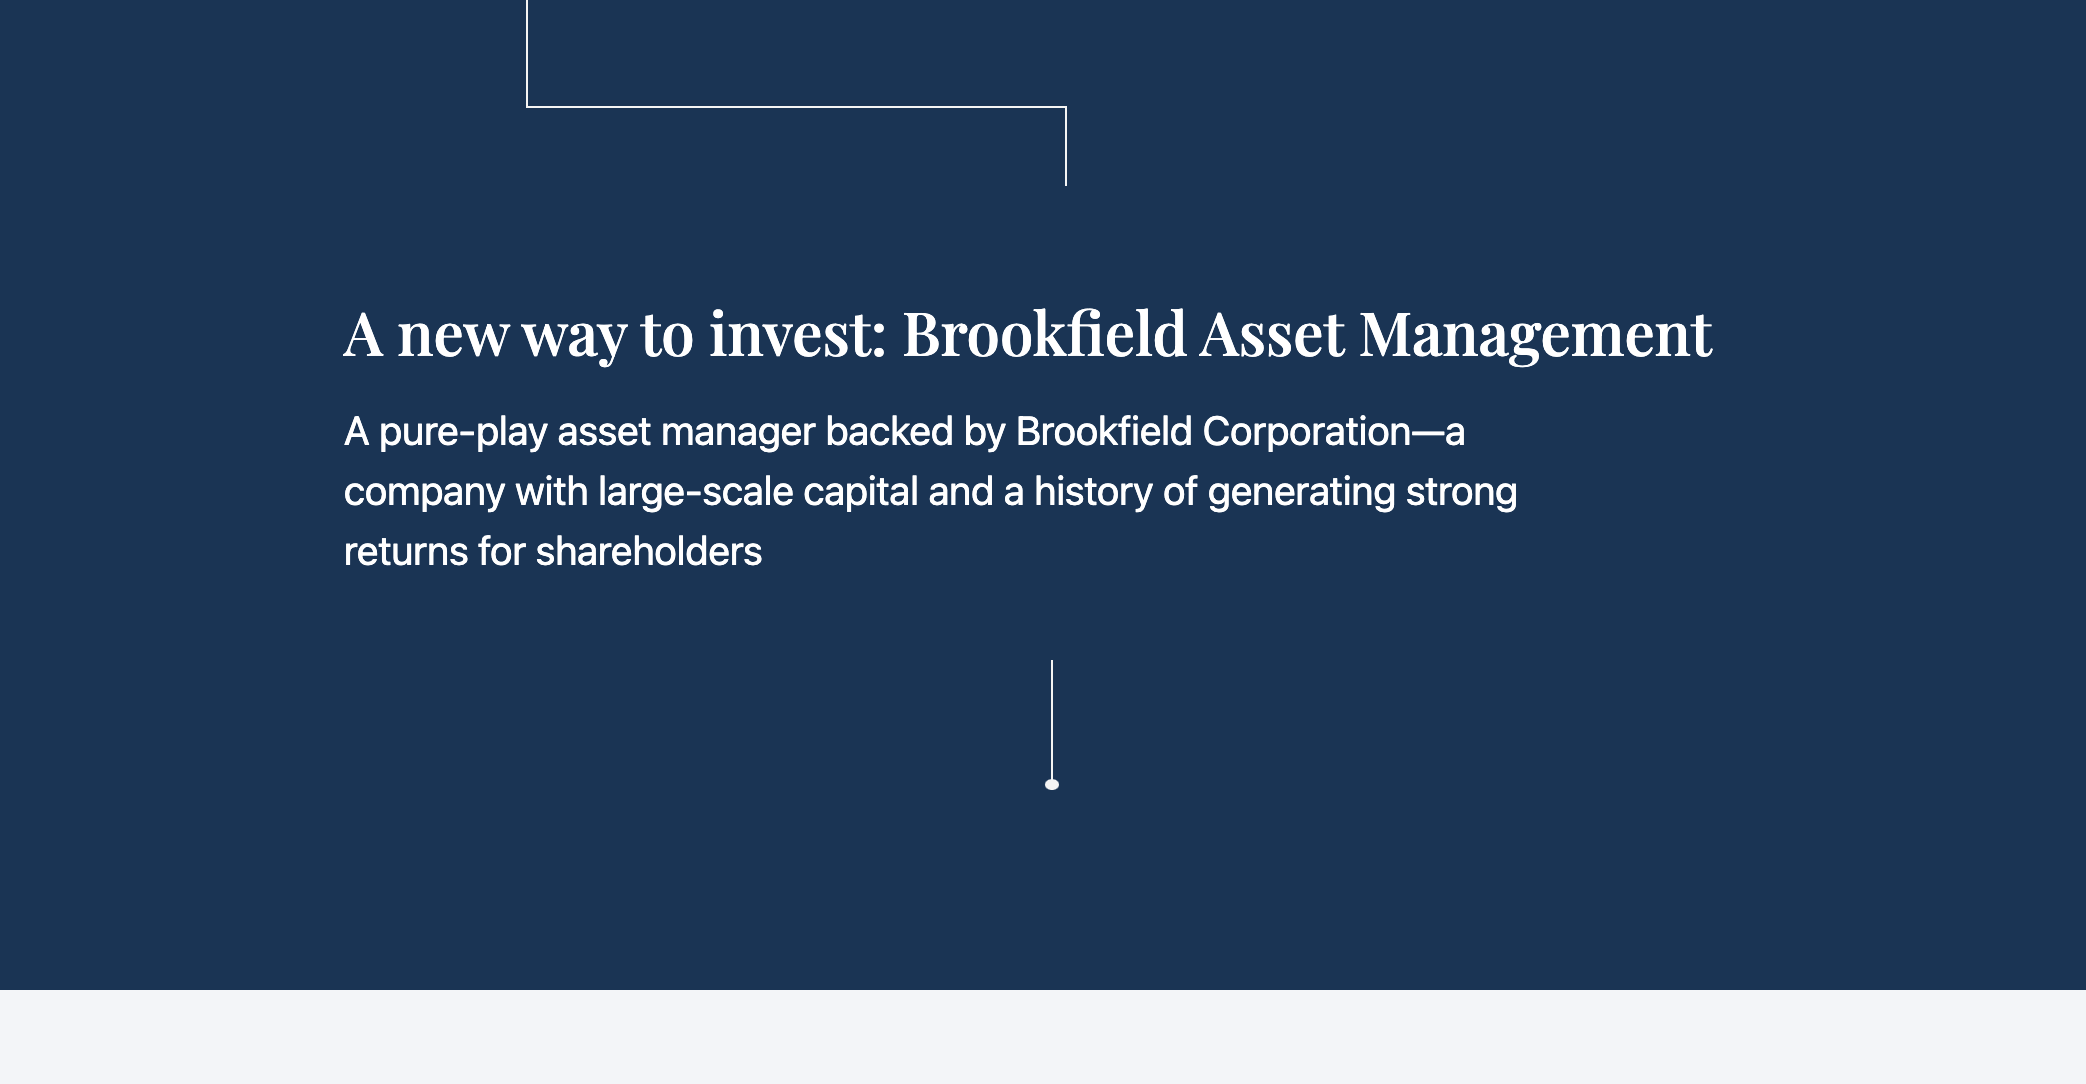 A new way to invest: Brookfield Asset Management
A pure-play asset manager backed by Brookfield Corporation—a
company with large-scale capital and a history of generating strong
returns for shareholders